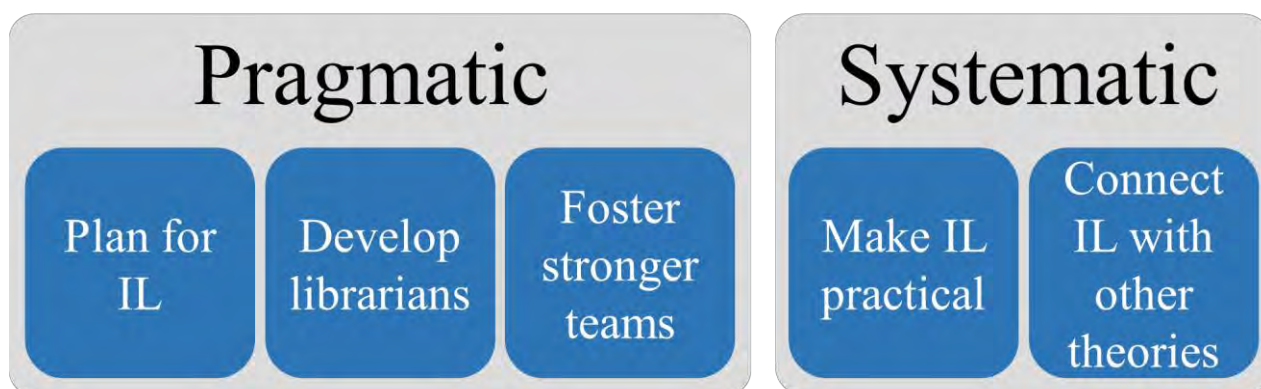 Pragmatic
Plan for
IL
Develop
librarians
Foster
stronger
teams
Systematic
Make IL
practical
Connect
IL with
other
theories